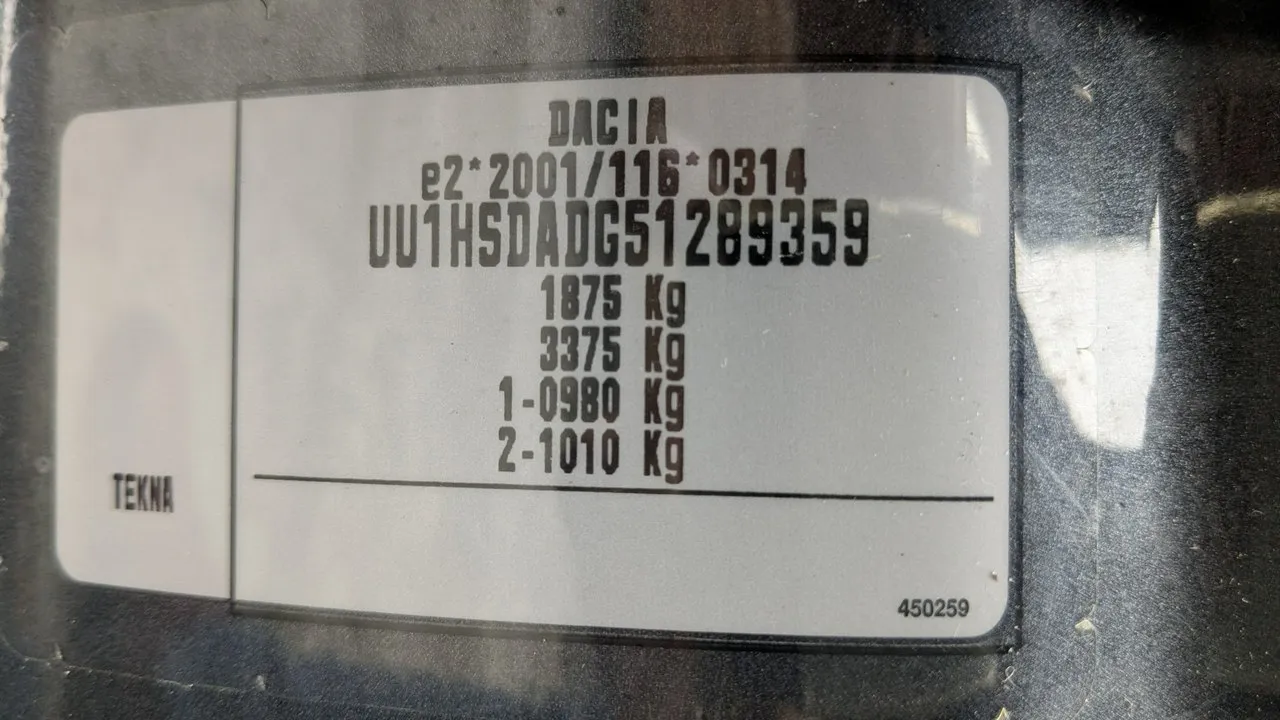 DACIA
e2*2001/116*0314
UU1HSDADG51289359
1875 Kg
3375 Kg
1-0980 Kg
2-1010 Kg
TEKNA
450259